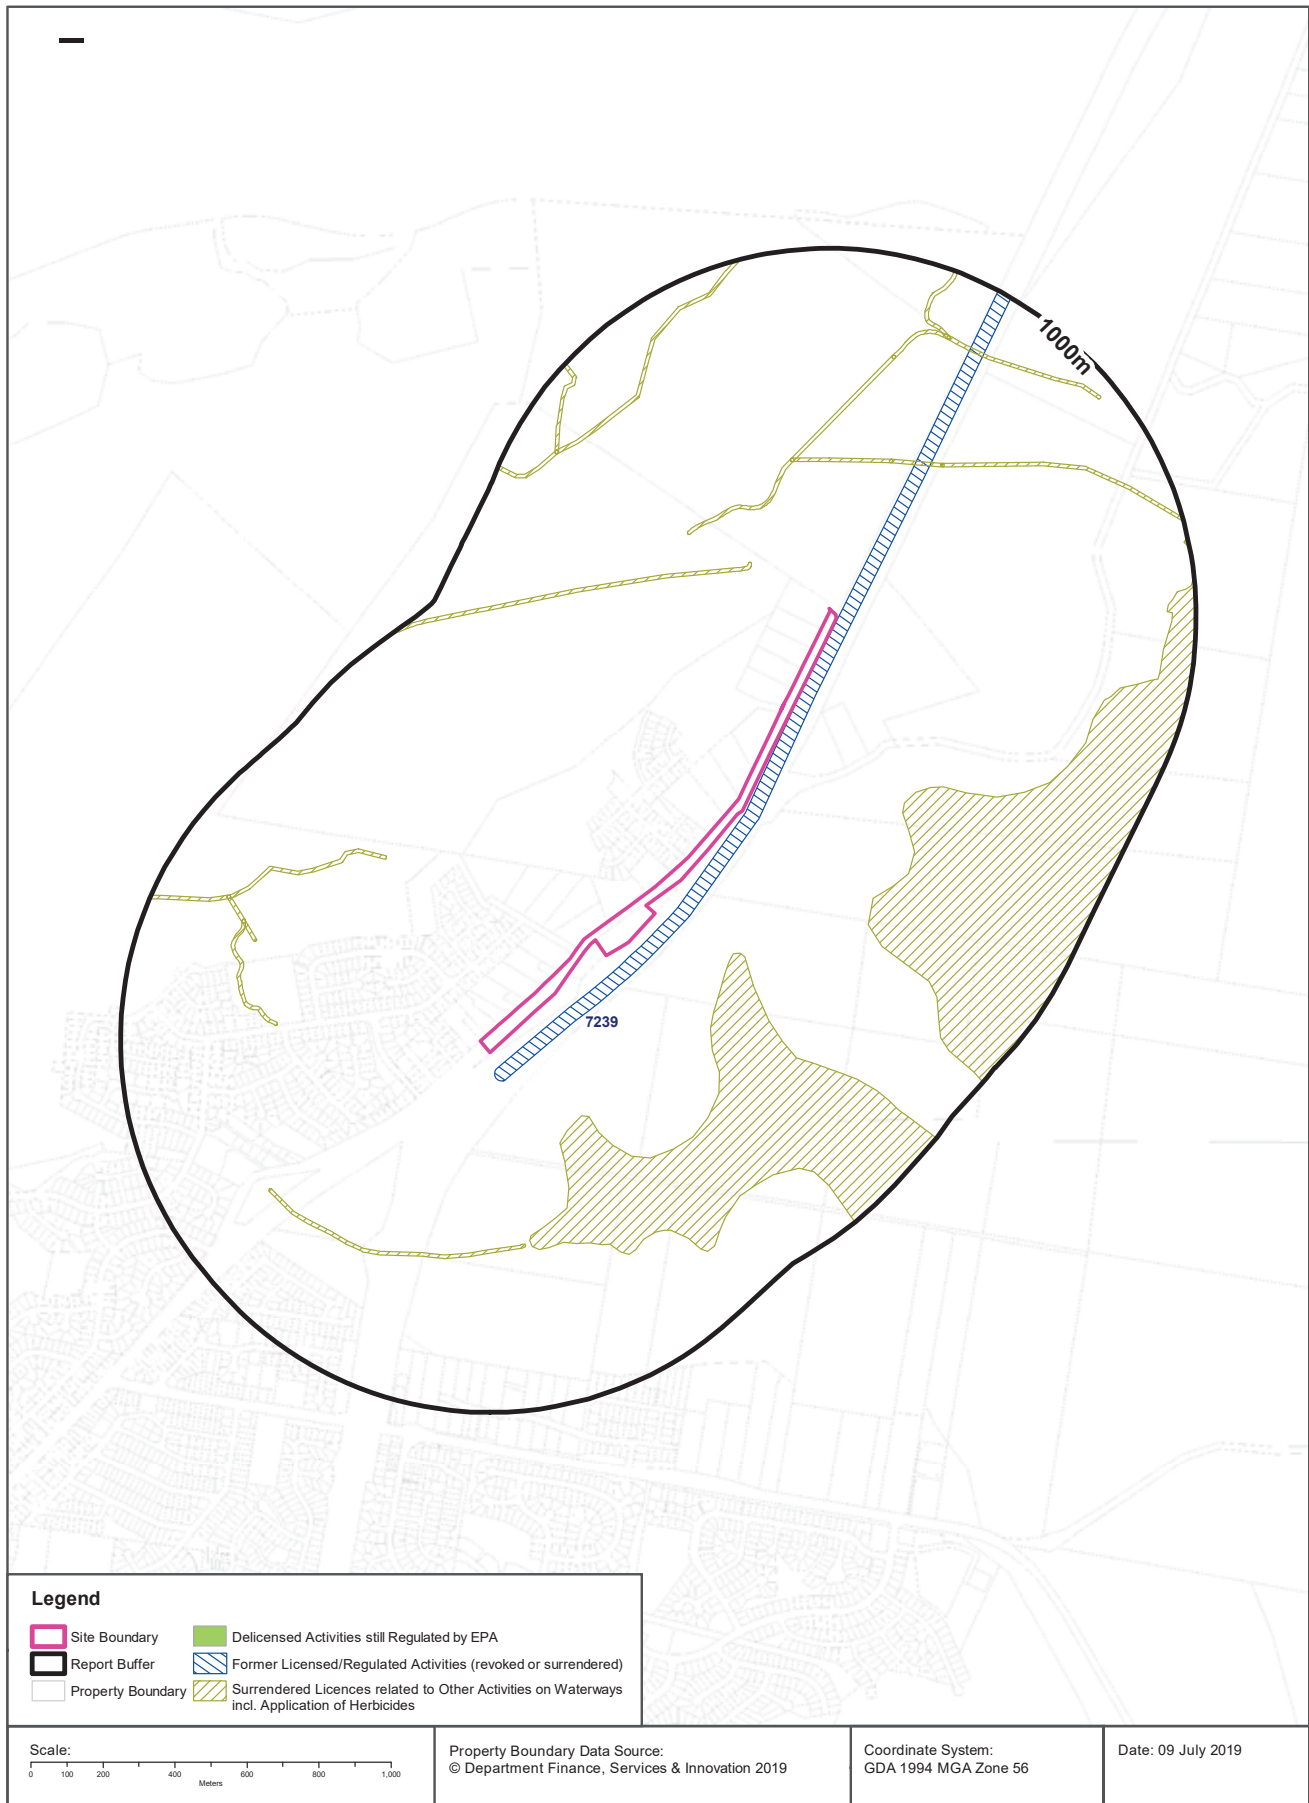 1000m
7239
Legend
Site Boundary
Report Buffer
Property Boundary
Delicensed Activities still Regulated by EPA
Former Licensed/Regulated Activities (revoked or surrendered)
Surrendered Licences related to Other Activities on Waterways
incl. Application of Herbicides
Scale:
0 100 200 400 600 800 1,000
Meters
Property Boundary Data Source:
© Department Finance, Services & Innovation 2019
Coordinate System:
GDA 1994 MGA Zone 56
Date: 09 July 2019